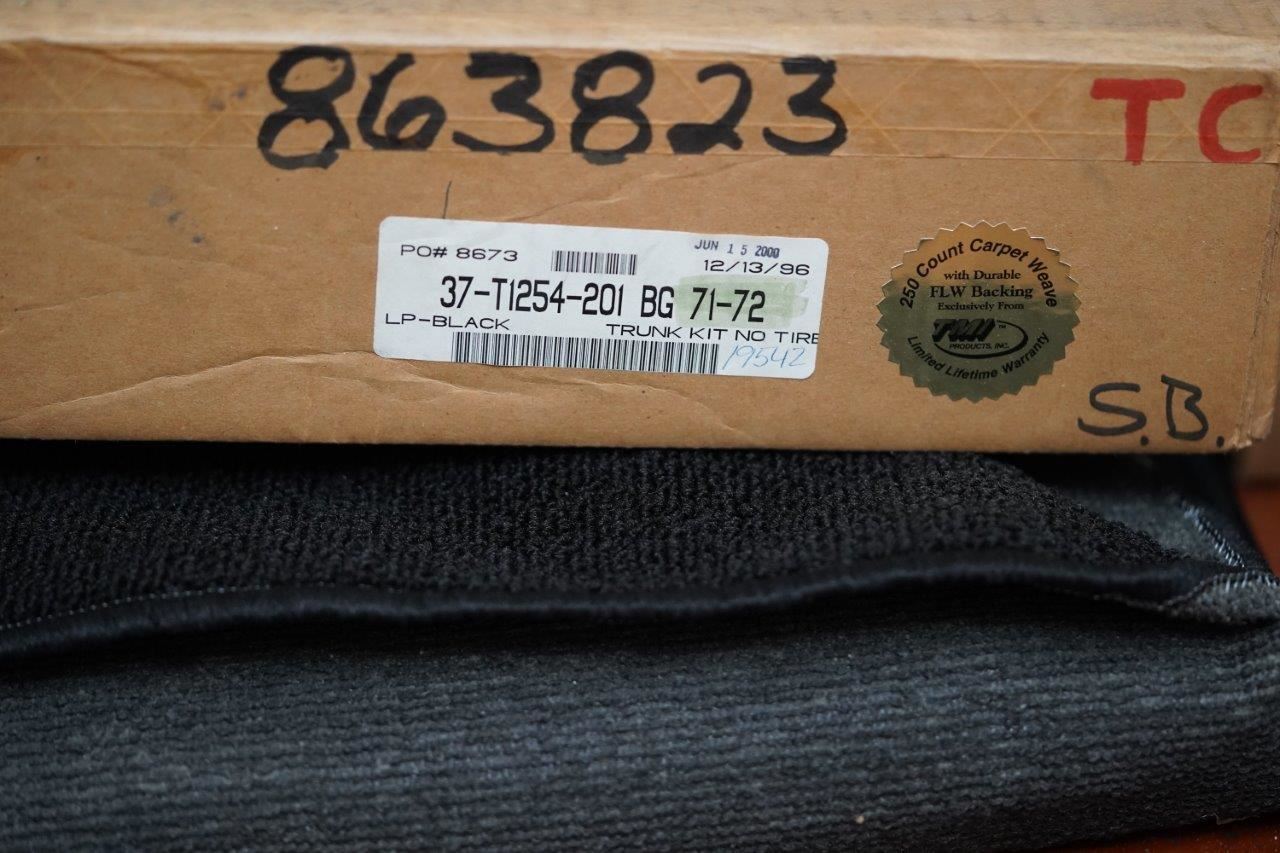 863823
TC
PO# 8673
JUN 15 2000
12/13/96
37-T1254-201 BG 71-72
LP-BLACK TRUNK KIT NO TIRE
19542
250 Count Carpet Weave
with Durable
FLW Backing
Exclusively From
TMI™
PRODUCTS, INC.
Limited Lifetime Warranty
S.B.